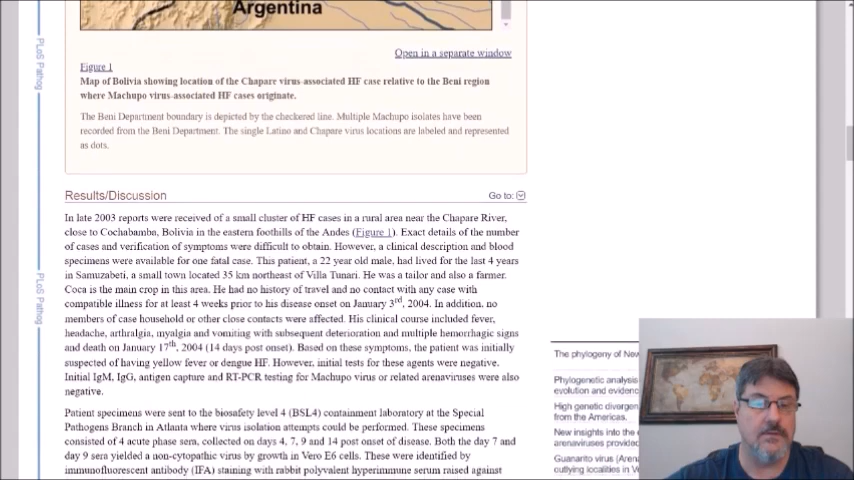 Argentina
Open in a separate window
Figure 1
Map of Bolivia showing location of the Chapare virus-associated HF case relative to the Beni region
where Machupo virus-associated HF cases originate.
The Beni Department boundary is depicted by the checkered line. Multiple Machupo isolates have been
recorded from the Beni Department. The single Latino and Chapare virus locations are labeled and represented
as dots.
Results/Discussion
Go to:
In late 2003 reports were received of a small cluster of HF cases in a rural area near the Chapare River,
close to Cochabamba, Bolivia in the eastern foothills of the Andes (Figure 1). Exact details of the number
of cases and verification of symptoms were difficult to obtain. However, a clinical description and blood
specimens were available for one fatal case. This patient, a 22 year old male, had lived for the last 4 years
in Samuzabeti, a small town located 35 km northeast of Villa Tunari. He was a tailor and also a farmer.
Coca is the main crop in this area. He had no history of travel and no contact with any case with
compatible illness for at least 4 weeks prior to his disease onset on January 3rd, 2004. In addition, no
members of case household or other close contacts were affected. His clinical course included fever,
headache, arthralgia, myalgia and vomiting with subsequent deterioration and multiple hemorrhagic signs
and death on January 17th, 2004 (14 days post onset). Based on these symptoms, the patient was initially
suspected of having yellow fever or dengue HF. However, initial tests for these agents were negative.
Initial IgM, IgG, antigen capture and RT-PCR testing for Machupo virus or related arenaviruses were also
negative.
Patient specimens were sent to the biosafety level 4 (BSL4) containment laboratory at the Special
Pathogens Branch in Atlanta where virus isolation attempts could be performed. These specimens
consisted of 4 acute phase sera, collected on days 4, 7, 9 and 14 post onset of disease. Both the day 7 and
day 9 sera yielded a non-cytopathic virus by growth in Vero E6 cells. These were identified by
immunofluorescent antibody (IFA) staining with rabbit polyvalent hyperimmune serum raised against
PLoS Pathog
PLoS Pathog
The phylogeny of New
Phylogenetic analysis
evolution and evidenc
High genetic divergen
from the Americas.
New insights into the
arenaviruses provided
Guanarito virus (Aren
outlying localities in V